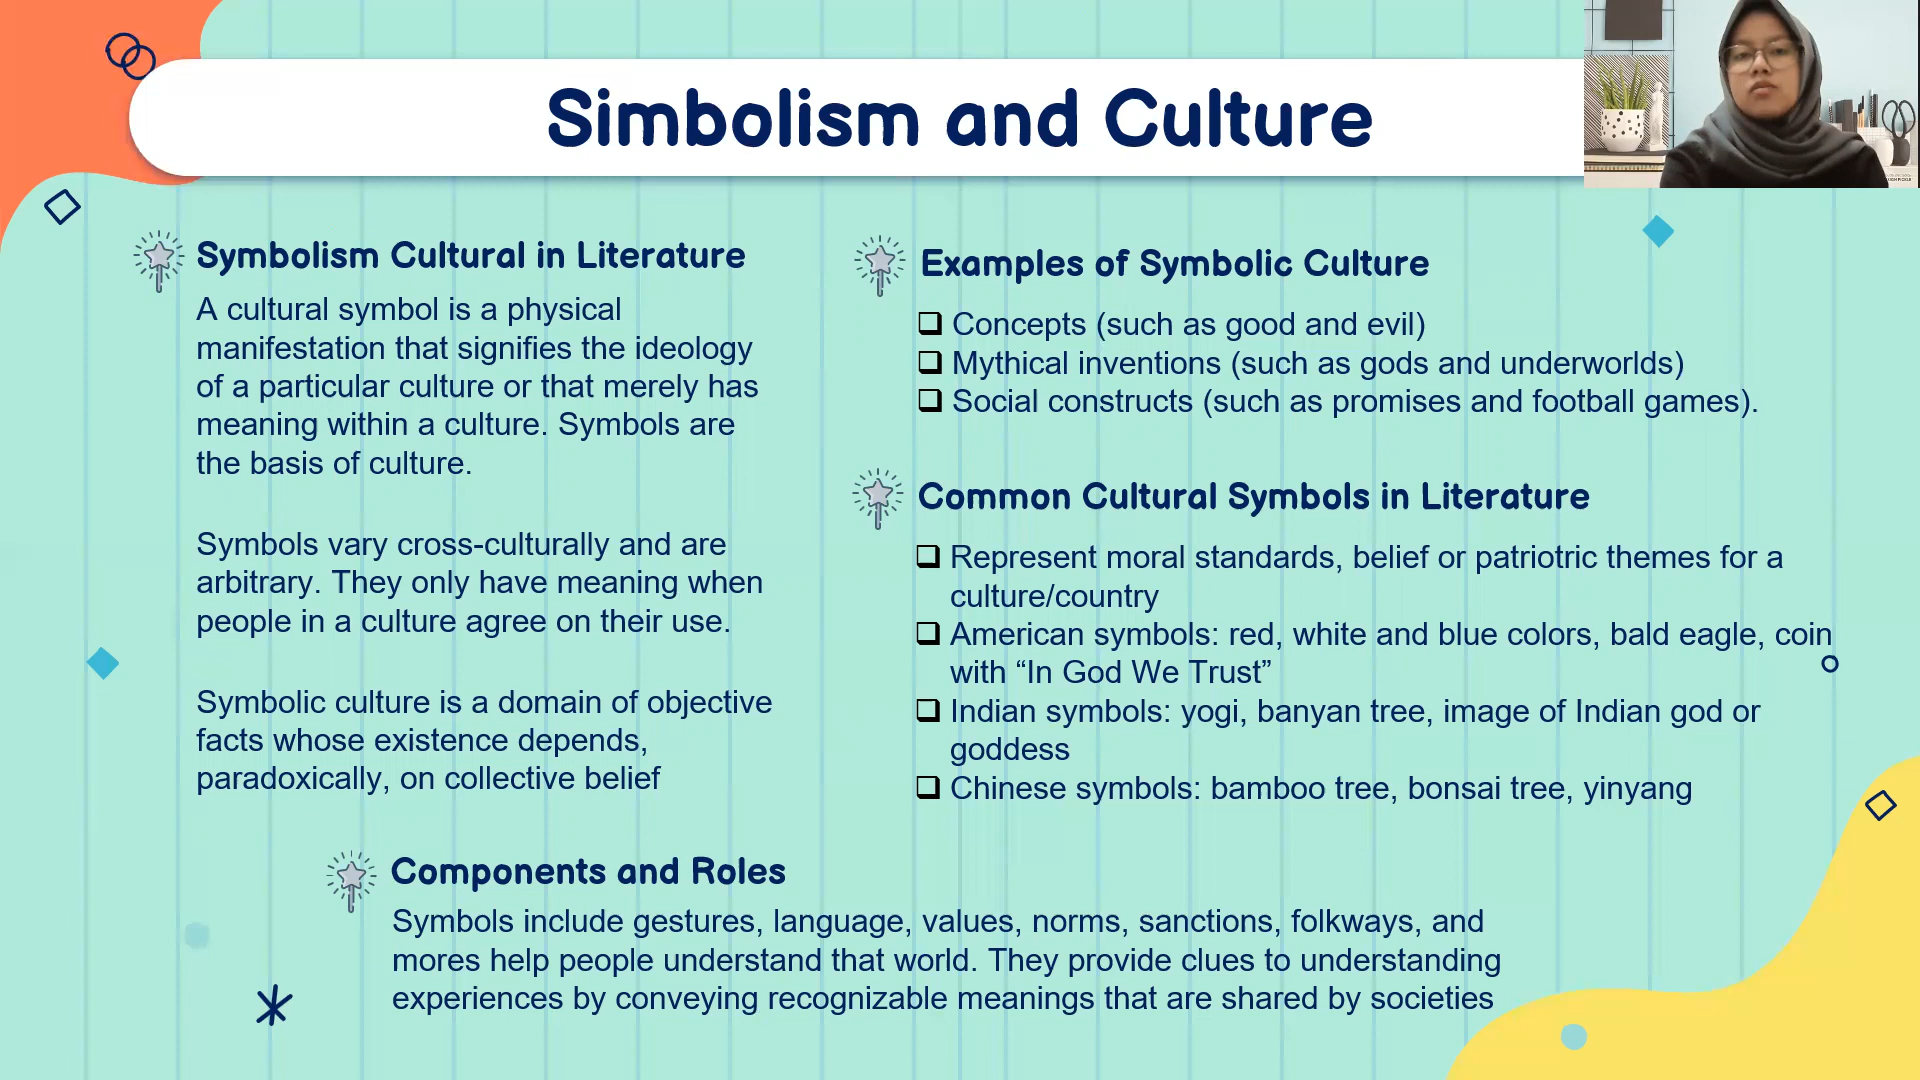 Simbolism and Culture
Symbolism Cultural in Literature
A cultural symbol is a physical
manifestation that signifies the ideology
of a particular culture or that merely has
meaning within a culture. Symbols are
the basis of culture.
Symbols vary cross-culturally and are
arbitrary. They only have meaning when
people in a culture agree on their use.
Symbolic culture is a domain of objective
facts whose existence depends,
paradoxically, on collective belief
Examples of Symbolic Culture
Concepts (such as good and evil)
Mythical inventions (such as gods and underworlds)
Social constructs (such as promises and football games).
Common Cultural Symbols in Literature
Represent moral standards, belief or patriotric themes for a
culture/country
American symbols: red, white and blue colors, bald eagle, coin
with “In God We Trust”
Indian symbols: yogi, banyan tree, image of Indian god or
goddess
Chinese symbols: bamboo tree, bonsai tree, yinyang
Components and Roles
Symbols include gestures, language, values, norms, sanctions, folkways, and
mores help people understand that world. They provide clues to understanding
experiences by conveying recognizable meanings that are shared by societies